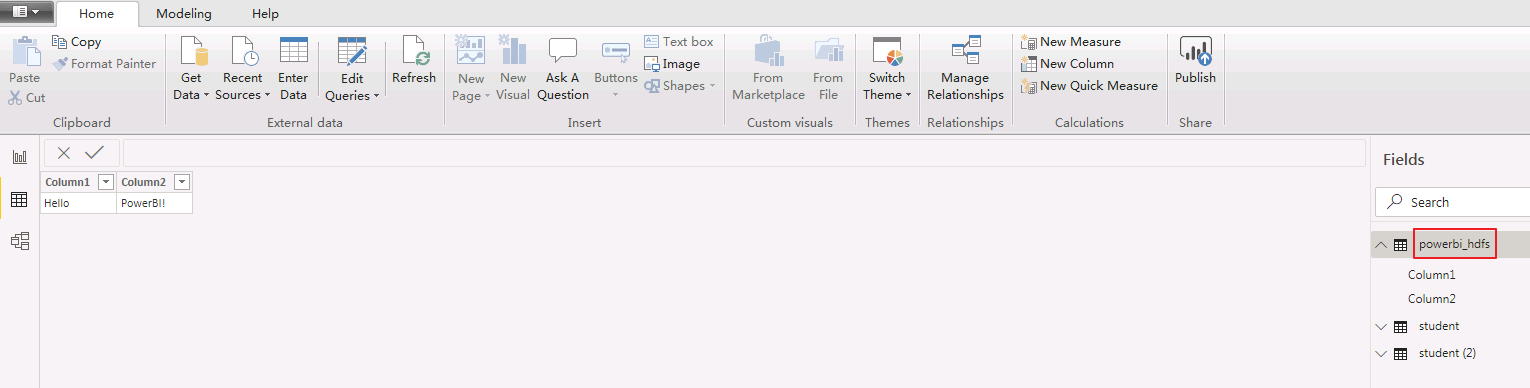 Home Modeling Help
Paste
Cut
Copy
Format Painter
Clipboard
Get
Data
Recent
Sources
Enter
Data
Edit
Queries
Refresh
External data
New
Page
New
Visual
Ask A
Question
Buttons
Text box
Image
Shapes
Insert
From
Marketplace
From
File
Custom visuals
Switch
Theme
Themes
Manage
Relationships
Relationships
New Measure
New Column
New Quick Measure
Calculations
Publish
Share
Column1 Column2
Hello PowerBI!
Fields
Search
powerbi_hdfs
Column1
Column2
student
student (2)